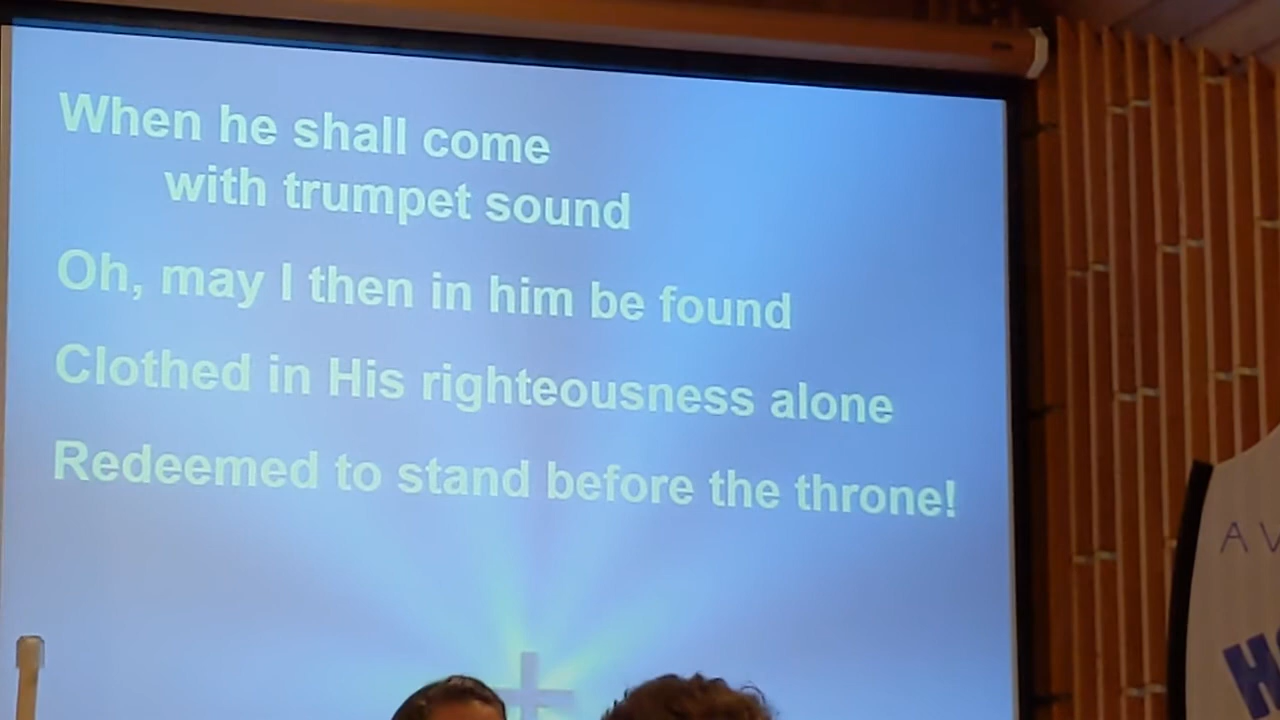 When he shall come
with trumpet sound
Oh, may I then in him be found
Clothed in His righteousness alone
Redeemed to stand before the throne!